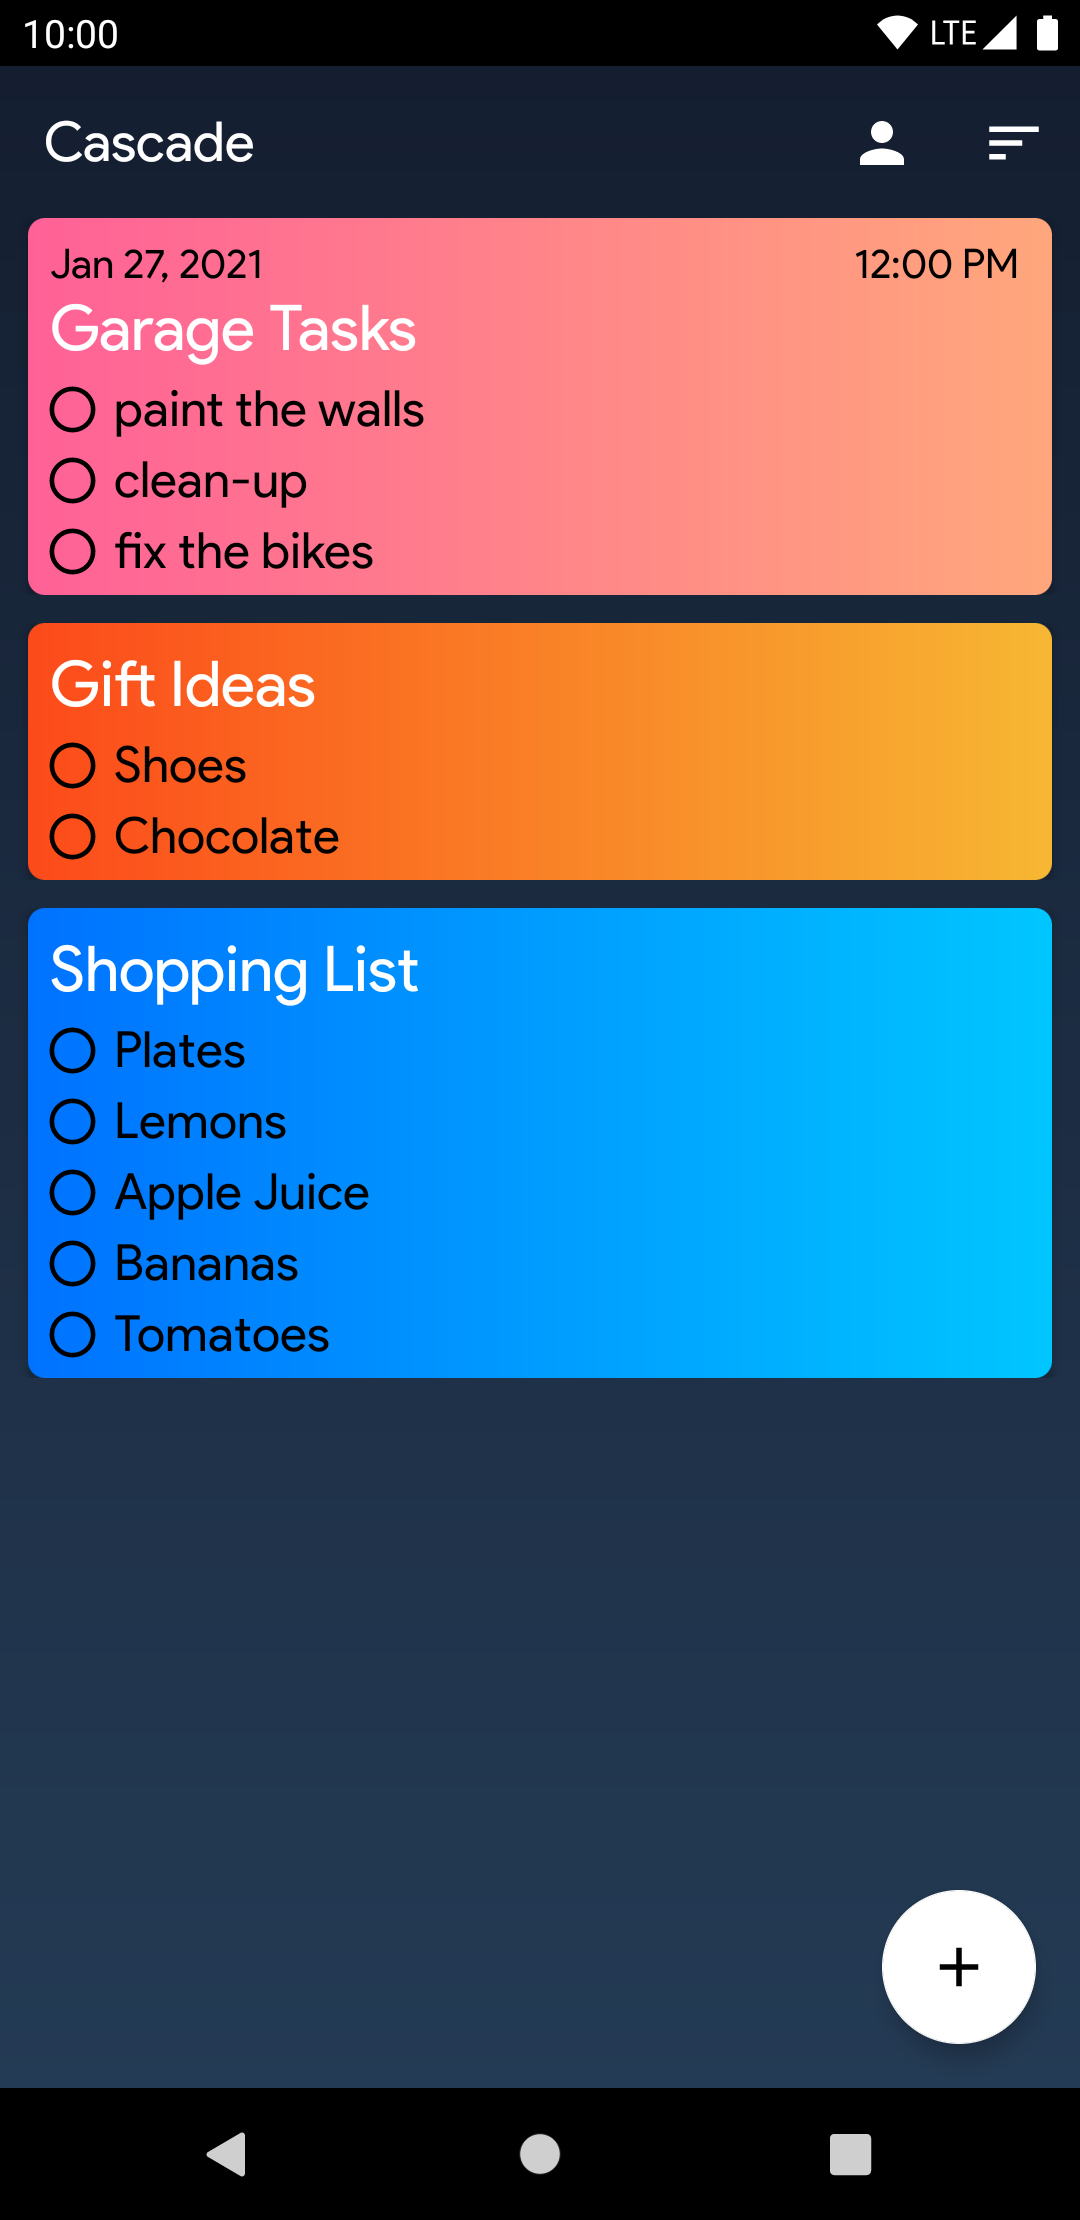 10:00 LTE
Cascade
Jan 27, 2021 12:00 PM
Garage Tasks
paint the walls
clean-up
fix the bikes
Gift Ideas
Shoes
Chocolate
Shopping List
Plates
Lemons
Apple Juice
Bananas
Tomatoes
+